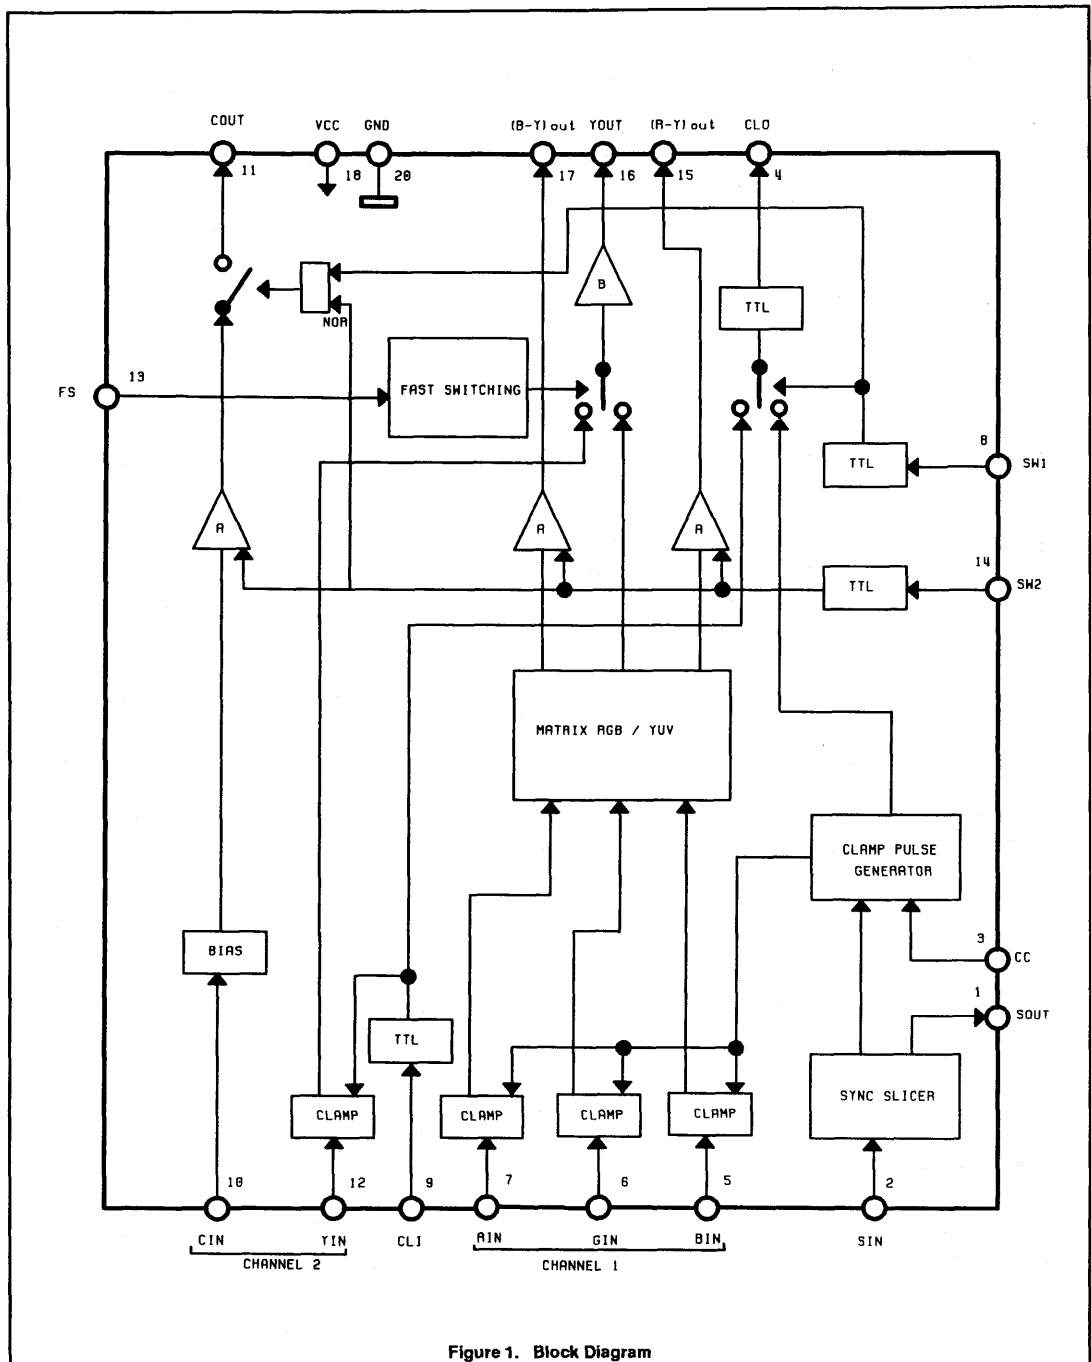 COUT VCC GND (B-Y)out YOUT (R-Y)out CLO
11 18 20 17 16 15 4
B
TTL
NOR
13
FS
FAST SWITCHING
8
TTL SW1
A A A
14
TTL SW2
MATRIX RGB / YUV
CLAMP PULSE
GENERATOR
BIAS
3
CC
1
SOUT
TTL
SYNC SLICER
CLAMP CLAMP CLAMP CLAMP
10 12 9 7 6 5 2
CIN YIN CLI RIN GIN BIN SIN
CHANNEL 2 CHANNEL 1
Figure 1. Block Diagram